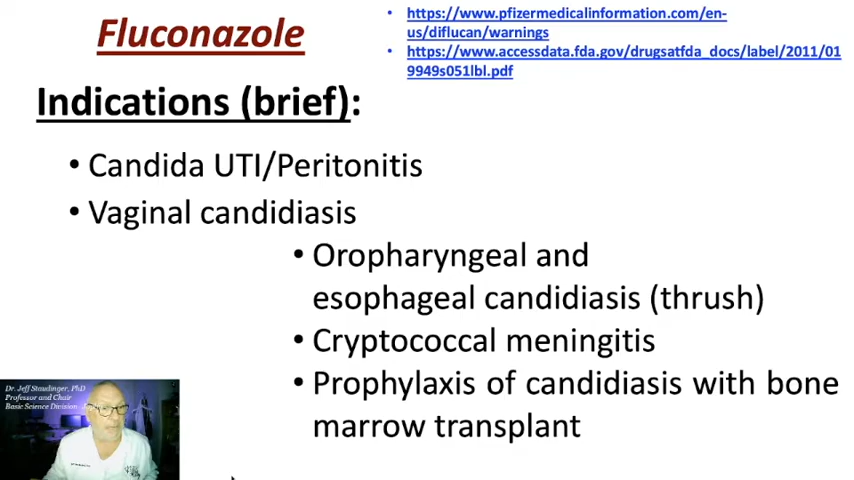 Fluconazole
• https://www.pfizermedicalinformation.com/en-
us/diflucan/warnings
• https://www.accessdata.fda.gov/drugsatfda_docs/label/2011/01
9949s051lbl.pdf
Indications (brief):
• Candida UTI/Peritonitis
• Vaginal candidiasis
• Oropharyngeal and
esophageal candidiasis (thrush)
• Cryptococcal meningitis
• Prophylaxis of candidiasis with bone
marrow transplant
Dr. Jeff Staudinger, PhD
Professor and Chair
Basic Science Division